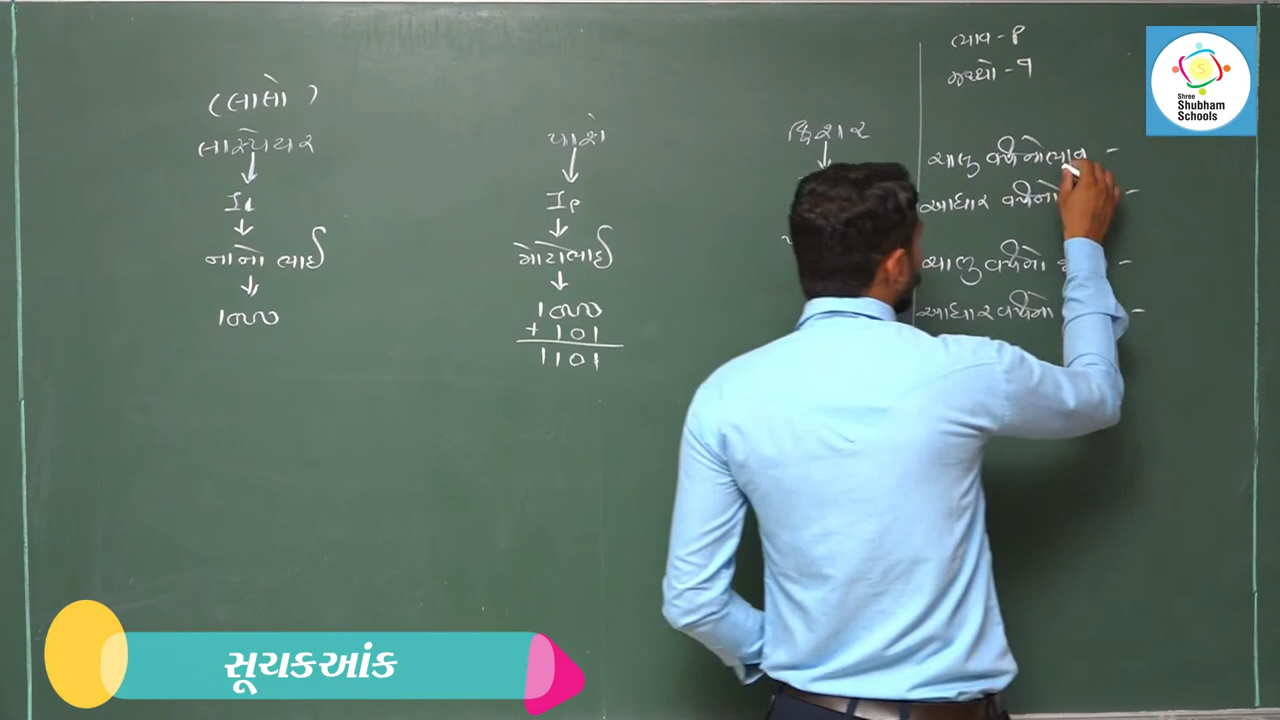 (લાસો)
લાસ્પેયર
I
નાનો ભાઈ
1000
પાશે
Ip
મોટોભાઈ
1000
+ 101
1101
ફિશર
ભાવ - P
જથ્થો - q
ચાલુ વર્ષનો ભાવ -
આધાર વર્ષનો -
ચાલુ વર્ષનો -
આધાર વર્ષનો -
S
Shree
Shubham
Schools
સૂચકઆંક